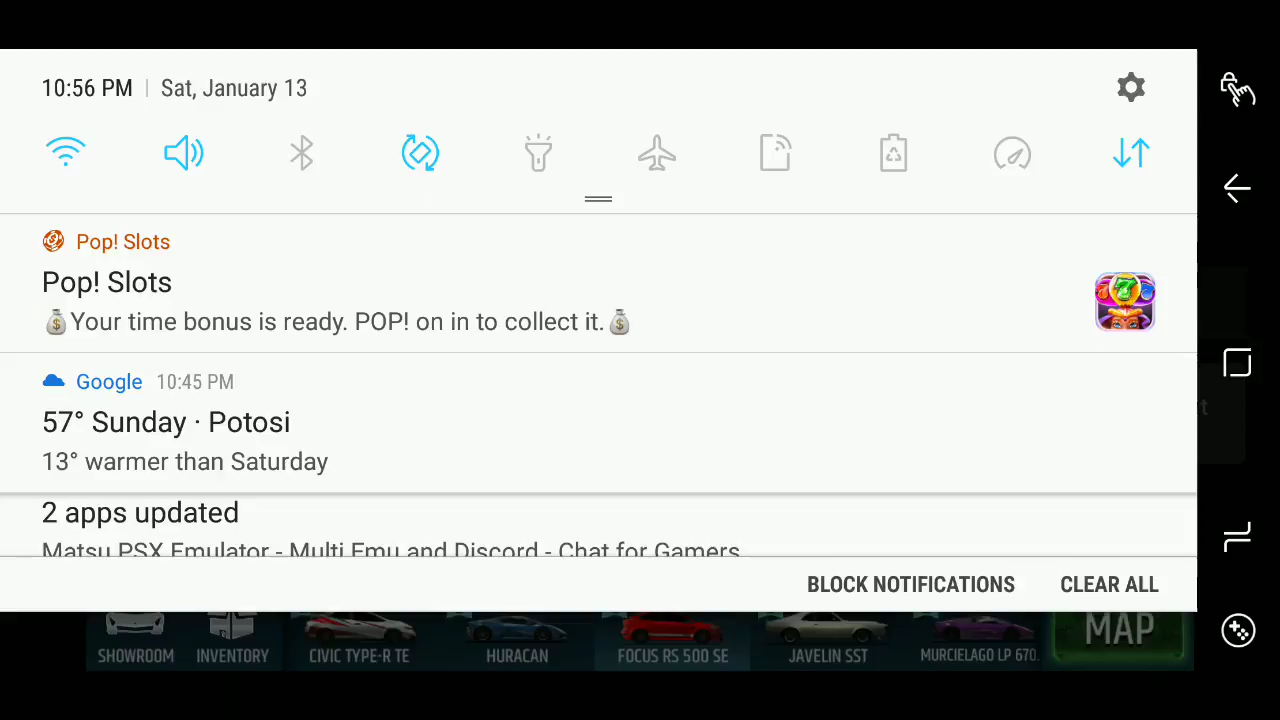 10:56 PM | Sat, January 13
Pop! Slots
Pop! Slots
💰Your time bonus is ready. POP! on in to collect it.💰
Google 10:45 PM
57° Sunday · Potosi
13° warmer than Saturday
2 apps updated
Matsu PSX Emulator - Multi Emu and Discord - Chat for Gamers
BLOCK NOTIFICATIONS CLEAR ALL
SHOWROOM INVENTORY CIVIC TYPE-R TE HURACAN FOCUS RS 500 SE JAVELIN SST MURCIELAGO LP 670.. MAP